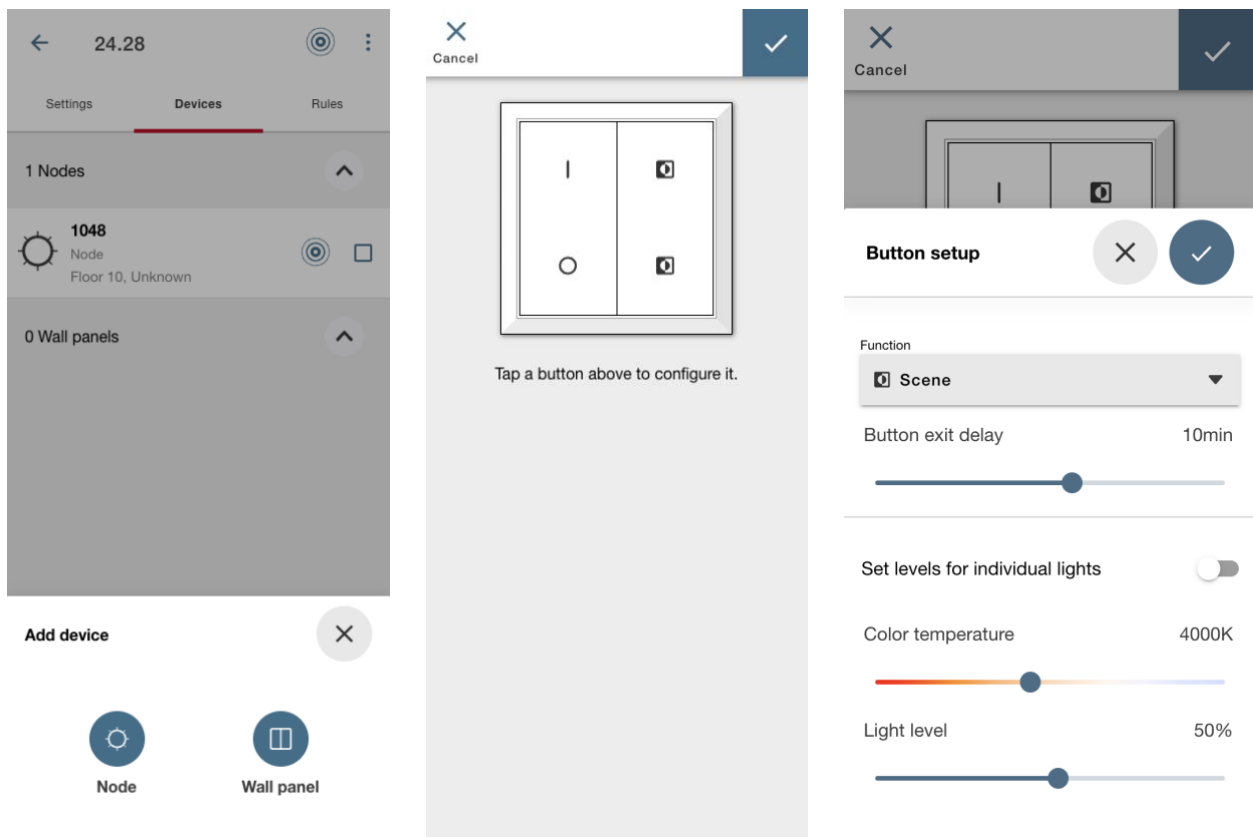 24.28
Settings Devices Rules
1 Nodes
1048
Node
Floor 10, Unknown
0 Wall panels
Add device
Node Wall panel
Cancel
Tap a button above to configure it.
Cancel
Button setup
Function
Scene
Button exit delay 10min
Set levels for individual lights
Color temperature 4000K
Light level 50%